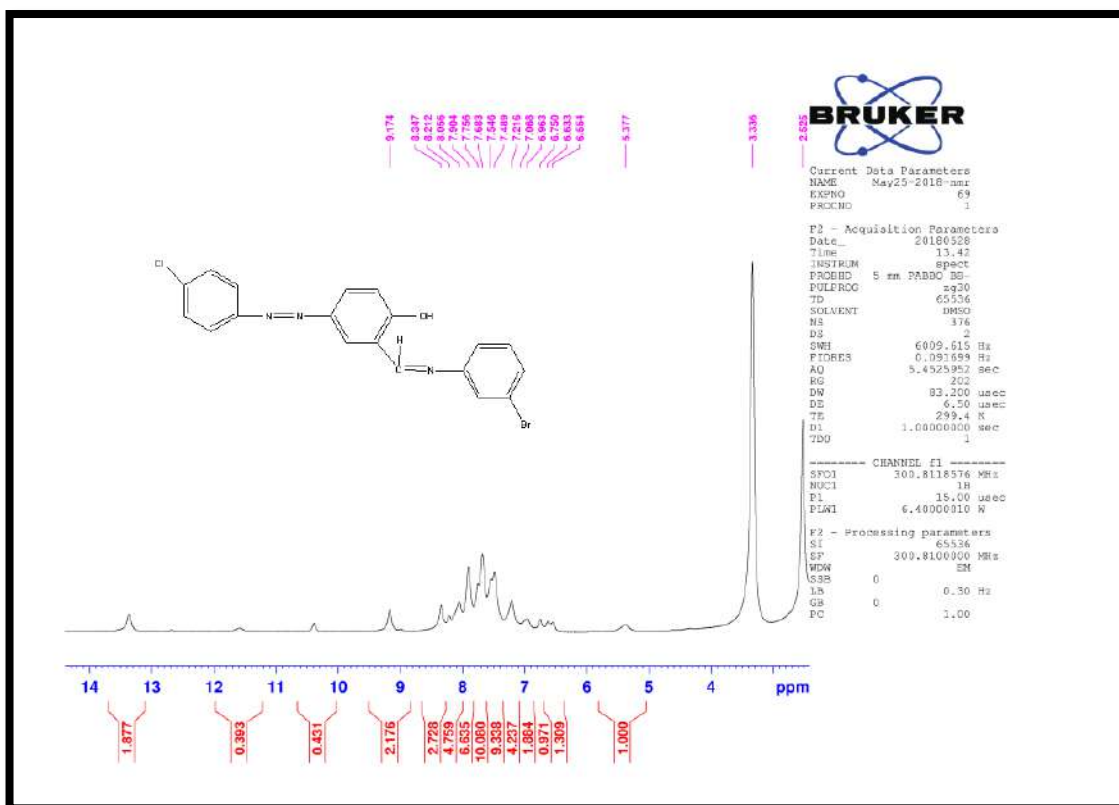 9.174
8.347
8.212
8.056
7.904
7.756
7.683
7.546
7.489
7.216
7.068
6.963
6.750
6.633
6.554
5.377
3.336
2.525
BRUKER
Current Data Parameters
NAME May25-2018-nmr
EXPNO 69
PROCNO 1
F2 - Acquisition Parameters
Date_ 20180528
Time 13.42
INSTRUM spect
PROBHD 5 mm PABBO BB-
PULPROG zg30
TD 65536
SOLVENT DMSO
NS 376
DS 2
SWH 6009.615 Hz
FIDRES 0.091699 Hz
AQ 5.4525952 sec
RG 202
DW 83.200 usec
DE 6.50 usec
TE 299.4 K
D1 1.00000000 sec
TD0 1
======== CHANNEL f1 ========
SFO1 300.8118576 MHz
NUC1 1H
P1 15.00 usec
PLW1 6.40000010 W
F2 - Processing parameters
SI 65536
SF 300.8100000 MHz
WDW EM
SSB 0
LB 0.30 Hz
GB 0
PC 1.00
Cl
N
N
OH
H
C
N
Br
14 13 12 11 10 9 8 7 6 5 4 ppm
1.877
0.393
0.431
2.176
2.728
4.759
6.635
10.080
9.338
4.237
1.884
0.971
1.309
1.000